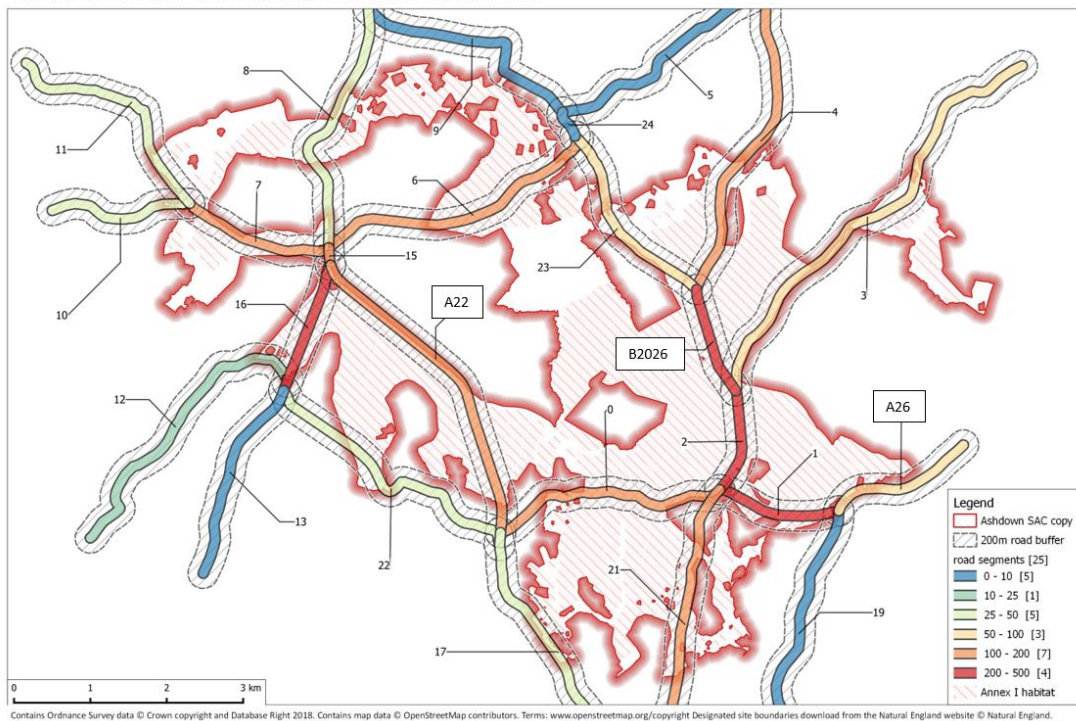 8
9
5
24
4
11
6
7
23
15
10
3
A22
16
B2026
12
0
A26
2
1
13
22
21
19
17
Legend
Ashdown SAC copy
200m road buffer
road segments [25]
0 - 10 [5]
10 - 25 [1]
25 - 50 [5]
50 - 100 [3]
100 - 200 [7]
200 - 500 [4]
Annex I habitat
0 1 2 3 km
Contains Ordnance Survey data © Crown copyright and Database Right 2018. Contains map data © OpenStreetMap contributors. Terms: www.openstreetmap.org/copyright Designated site boundaries download from the Natural England website © Natural England.